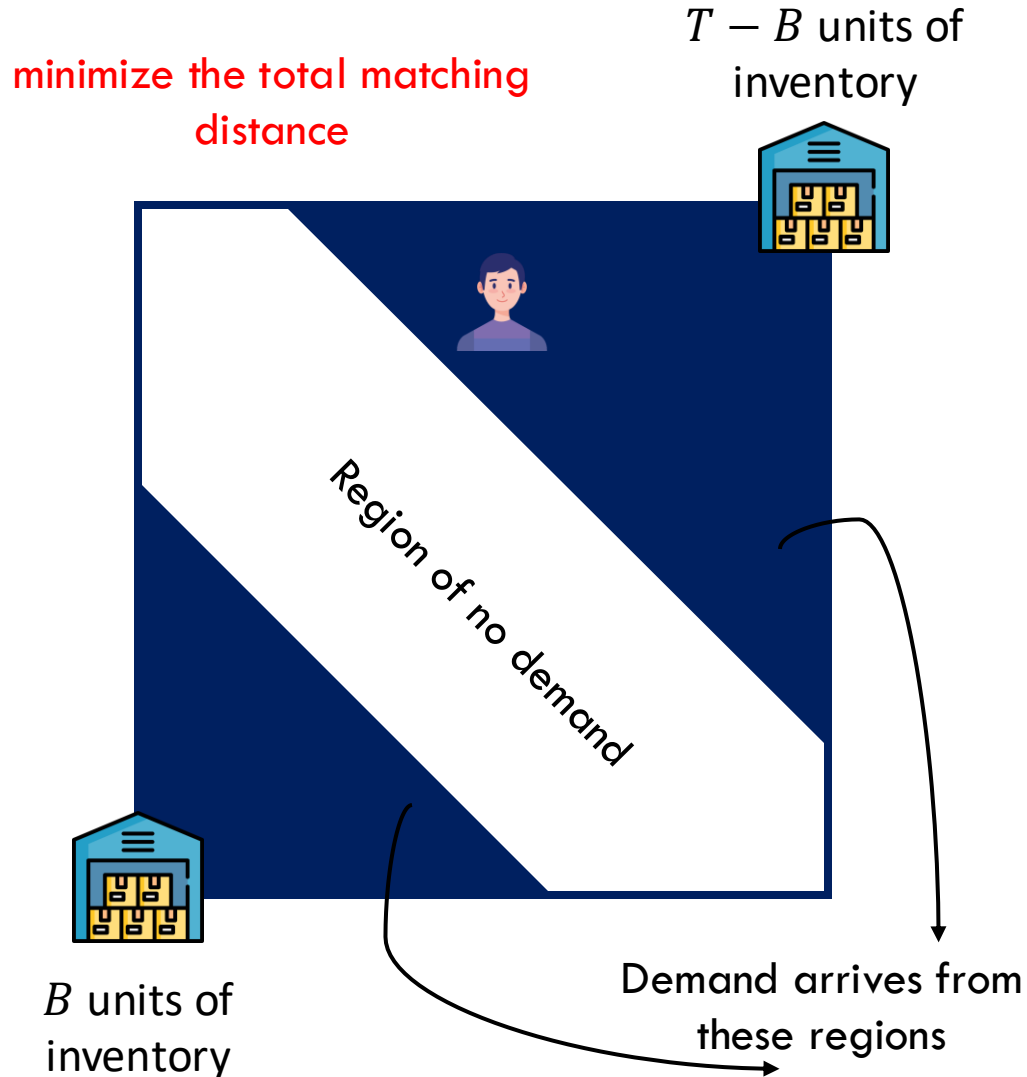 𝑇 − 𝐵 units of
inventory
minimize the total matching
distance
Region of no demand
𝐵 units of
inventory
Demand arrives from
these regions